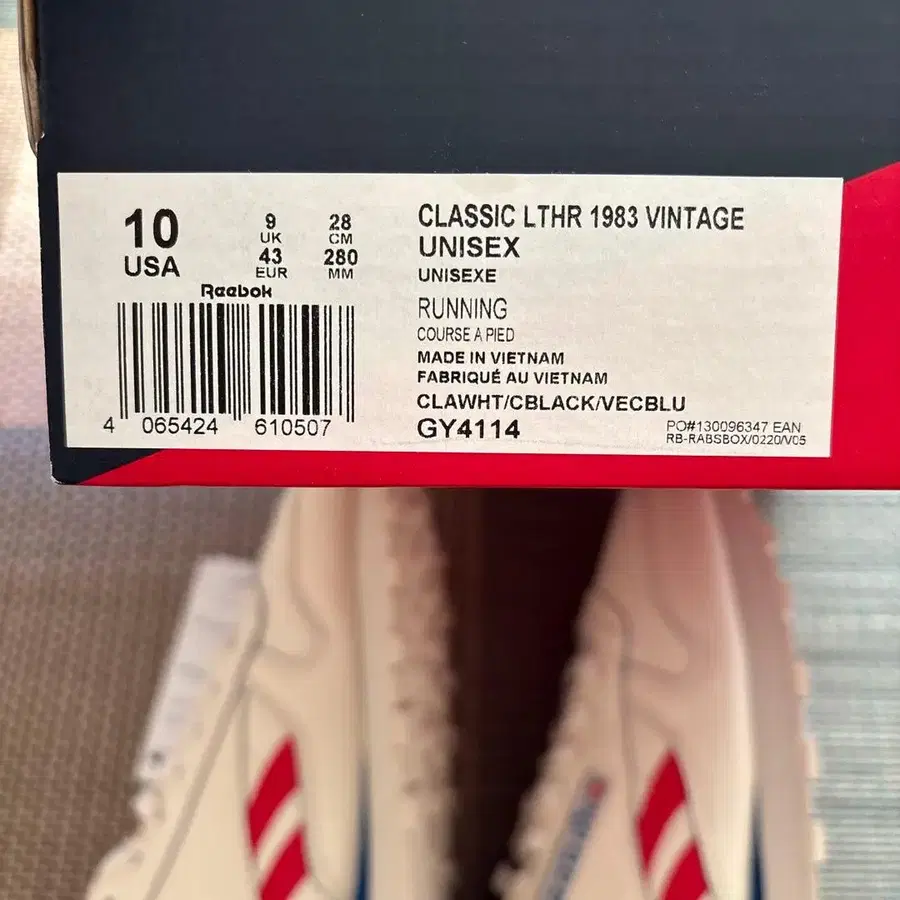 10
USA
9
UK
43
EUR
28
CM
280
MM
Reebok
4 065424 610507
CLASSIC LTHR 1983 VINTAGE
UNISEX
UNISEXE
RUNNING
COURSE A PIED
MADE IN VIETNAM
FABRIQUÉ AU VIETNAM
CLAWHT/CBLACK/VECBLU
GY4114
PO#130096347 EAN
RB-RABSBOX/0220/V05